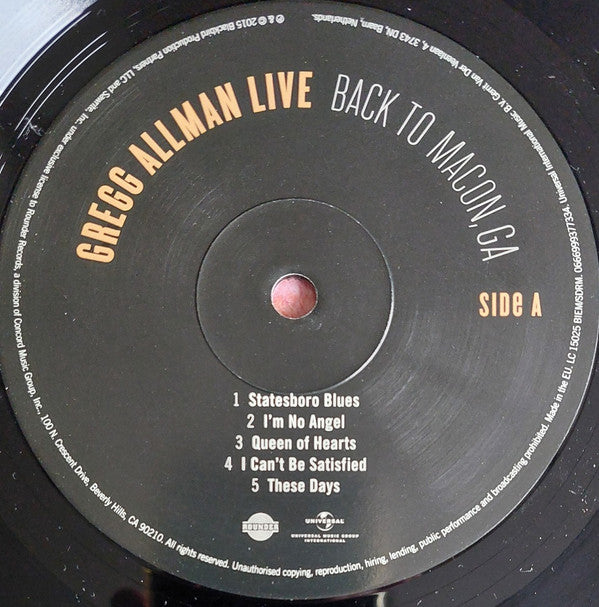 GREGG ALLMAN LIVE BACK TO MACON, GA
SIDE A
1 Statesboro Blues
2 I'm No Angel
3 Queen of Hearts
4 I Can't Be Satisfied
5 These Days
ROUNDER
UNIVERSAL
UNIVERSAL MUSIC GROUP
INTERNATIONAL
℗ & © 2015 Blackbird Production Partners, LLC and Sawrite, Inc. under exclusive license to Rounder Records, a division of Concord Music Group, Inc., 100 N. Crescent Drive, Beverly Hills, CA 90210. All rights reserved. Unauthorised copying, reproduction, hiring, lending, public performance and broadcasting prohibited. Made in the EU. LC 15025 BIEM/SDRM. 0666999377334. Universal International Music B.V. Gerrit Van Der Veenlaan 4, 3743 DN, Baarn, Netherlands.